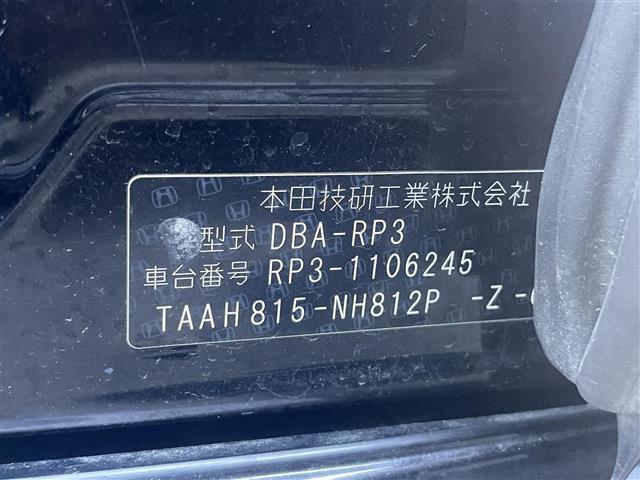 本田技研工業株式会社
型式 DBA-RP3
車台番号 RP3-1106245
TAAH815-NH812P -Z -